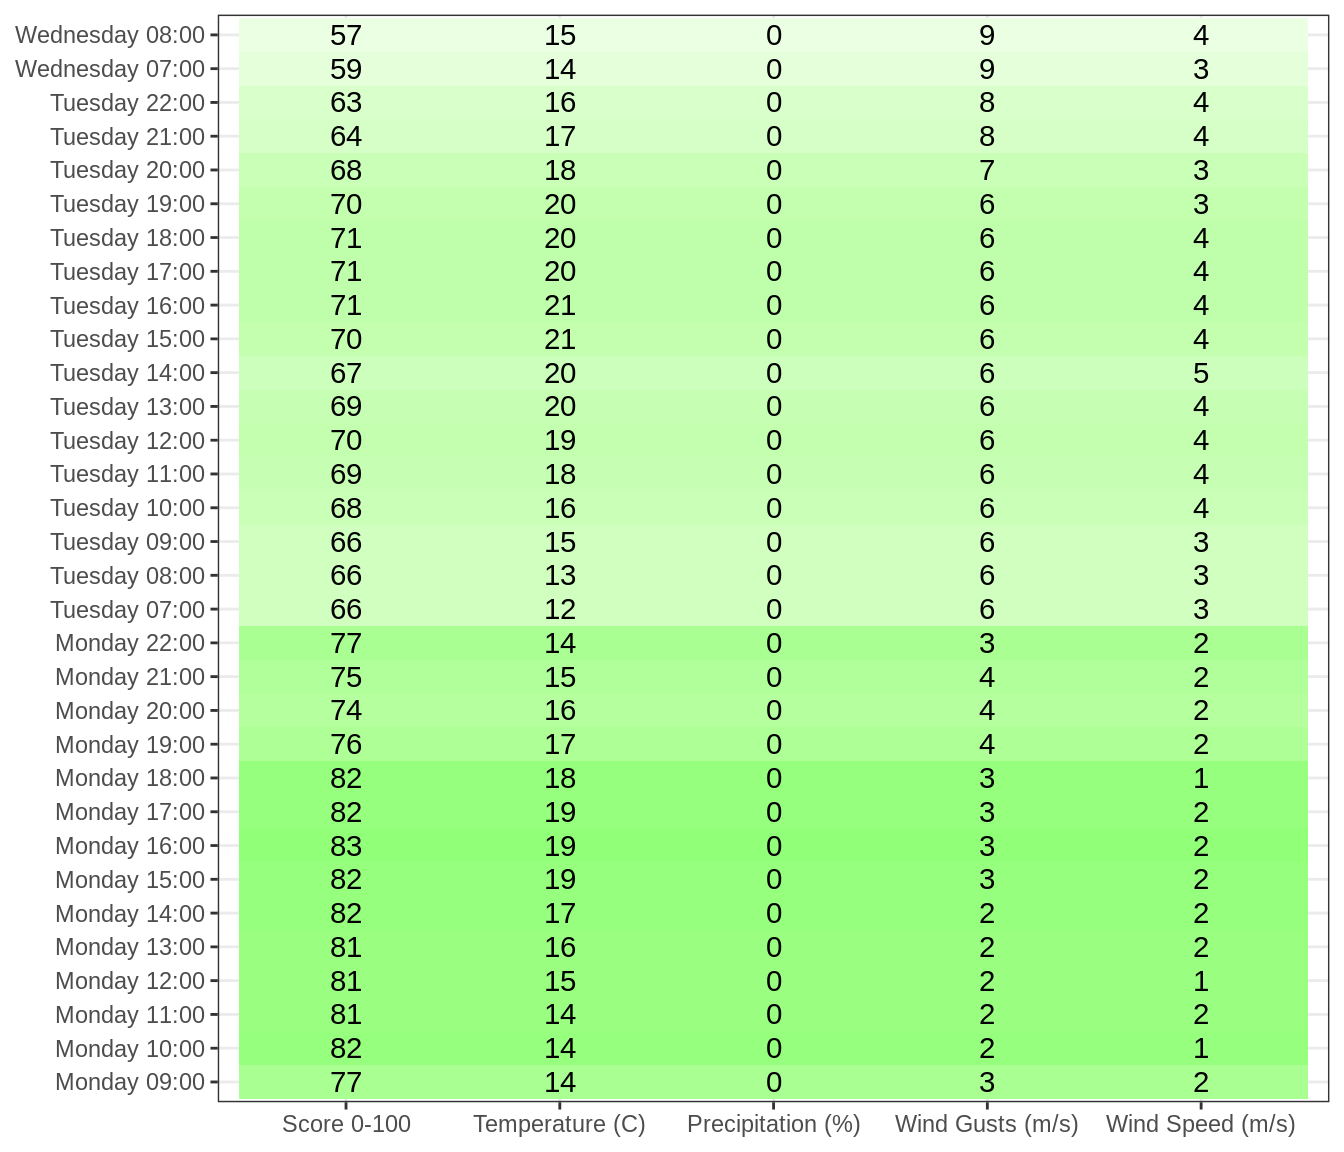 Wednesday 08:00 57 15 0 9 4
Wednesday 07:00 59 14 0 9 3
Tuesday 22:00 63 16 0 8 4
Tuesday 21:00 64 17 0 8 4
Tuesday 20:00 68 18 0 7 3
Tuesday 19:00 70 20 0 6 3
Tuesday 18:00 71 20 0 6 4
Tuesday 17:00 71 20 0 6 4
Tuesday 16:00 71 21 0 6 4
Tuesday 15:00 70 21 0 6 4
Tuesday 14:00 67 20 0 6 5
Tuesday 13:00 69 20 0 6 4
Tuesday 12:00 70 19 0 6 4
Tuesday 11:00 69 18 0 6 4
Tuesday 10:00 68 16 0 6 4
Tuesday 09:00 66 15 0 6 3
Tuesday 08:00 66 13 0 6 3
Tuesday 07:00 66 12 0 6 3
Monday 22:00 77 14 0 3 2
Monday 21:00 75 15 0 4 2
Monday 20:00 74 16 0 4 2
Monday 19:00 76 17 0 4 2
Monday 18:00 82 18 0 3 1
Monday 17:00 82 19 0 3 2
Monday 16:00 83 19 0 3 2
Monday 15:00 82 19 0 3 2
Monday 14:00 82 17 0 2 2
Monday 13:00 81 16 0 2 2
Monday 12:00 81 15 0 2 1
Monday 11:00 81 14 0 2 2
Monday 10:00 82 14 0 2 1
Monday 09:00 77 14 0 3 2
Score 0-100 Temperature (C) Precipitation (%) Wind Gusts (m/s) Wind Speed (m/s)